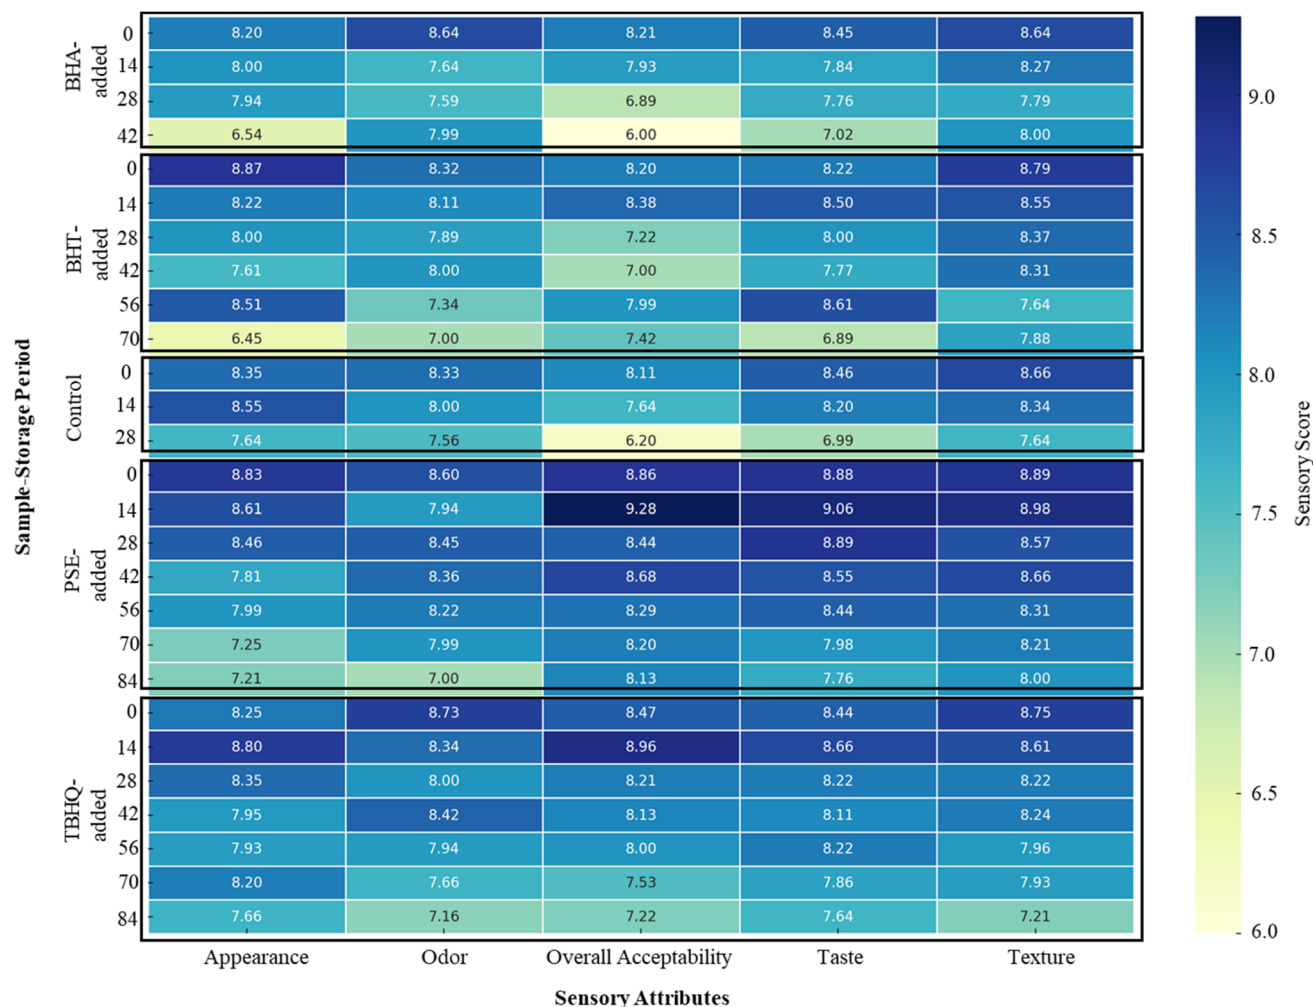 BHA-
added
0 8.20 8.64 8.21 8.45 8.64
14 8.00 7.64 7.93 7.84 8.27
28 7.94 7.59 6.89 7.76 7.79
42 6.54 7.99 6.00 7.02 8.00
BHT-
added
0 8.87 8.32 8.20 8.22 8.79
14 8.22 8.11 8.38 8.50 8.55
28 8.00 7.89 7.22 8.00 8.37
42 7.61 8.00 7.00 7.77 8.31
56 8.51 7.34 7.99 8.61 7.64
70 6.45 7.00 7.42 6.89 7.88
Control
0 8.35 8.33 8.11 8.46 8.66
14 8.55 8.00 7.64 8.20 8.34
28 7.64 7.56 6.20 6.99 7.64
PSE-
added
0 8.83 8.60 8.86 8.88 8.89
14 8.61 7.94 9.28 9.06 8.98
28 8.46 8.45 8.44 8.89 8.57
42 7.81 8.36 8.68 8.55 8.66
56 7.99 8.22 8.29 8.44 8.31
70 7.25 7.99 8.20 7.98 8.21
84 7.21 7.00 8.13 7.76 8.00
TBHQ-
added
0 8.25 8.73 8.47 8.44 8.75
14 8.80 8.34 8.96 8.66 8.61
28 8.35 8.00 8.21 8.22 8.22
42 7.95 8.42 8.13 8.11 8.24
56 7.93 7.94 8.00 8.22 7.96
70 8.20 7.66 7.53 7.86 7.93
84 7.66 7.16 7.22 7.64 7.21
Appearance Odor Overall Acceptability Taste Texture
Sensory Attributes
Sample-Storage Period
9.0
8.5
8.0
7.5
7.0
6.5
6.0
Sensory Score